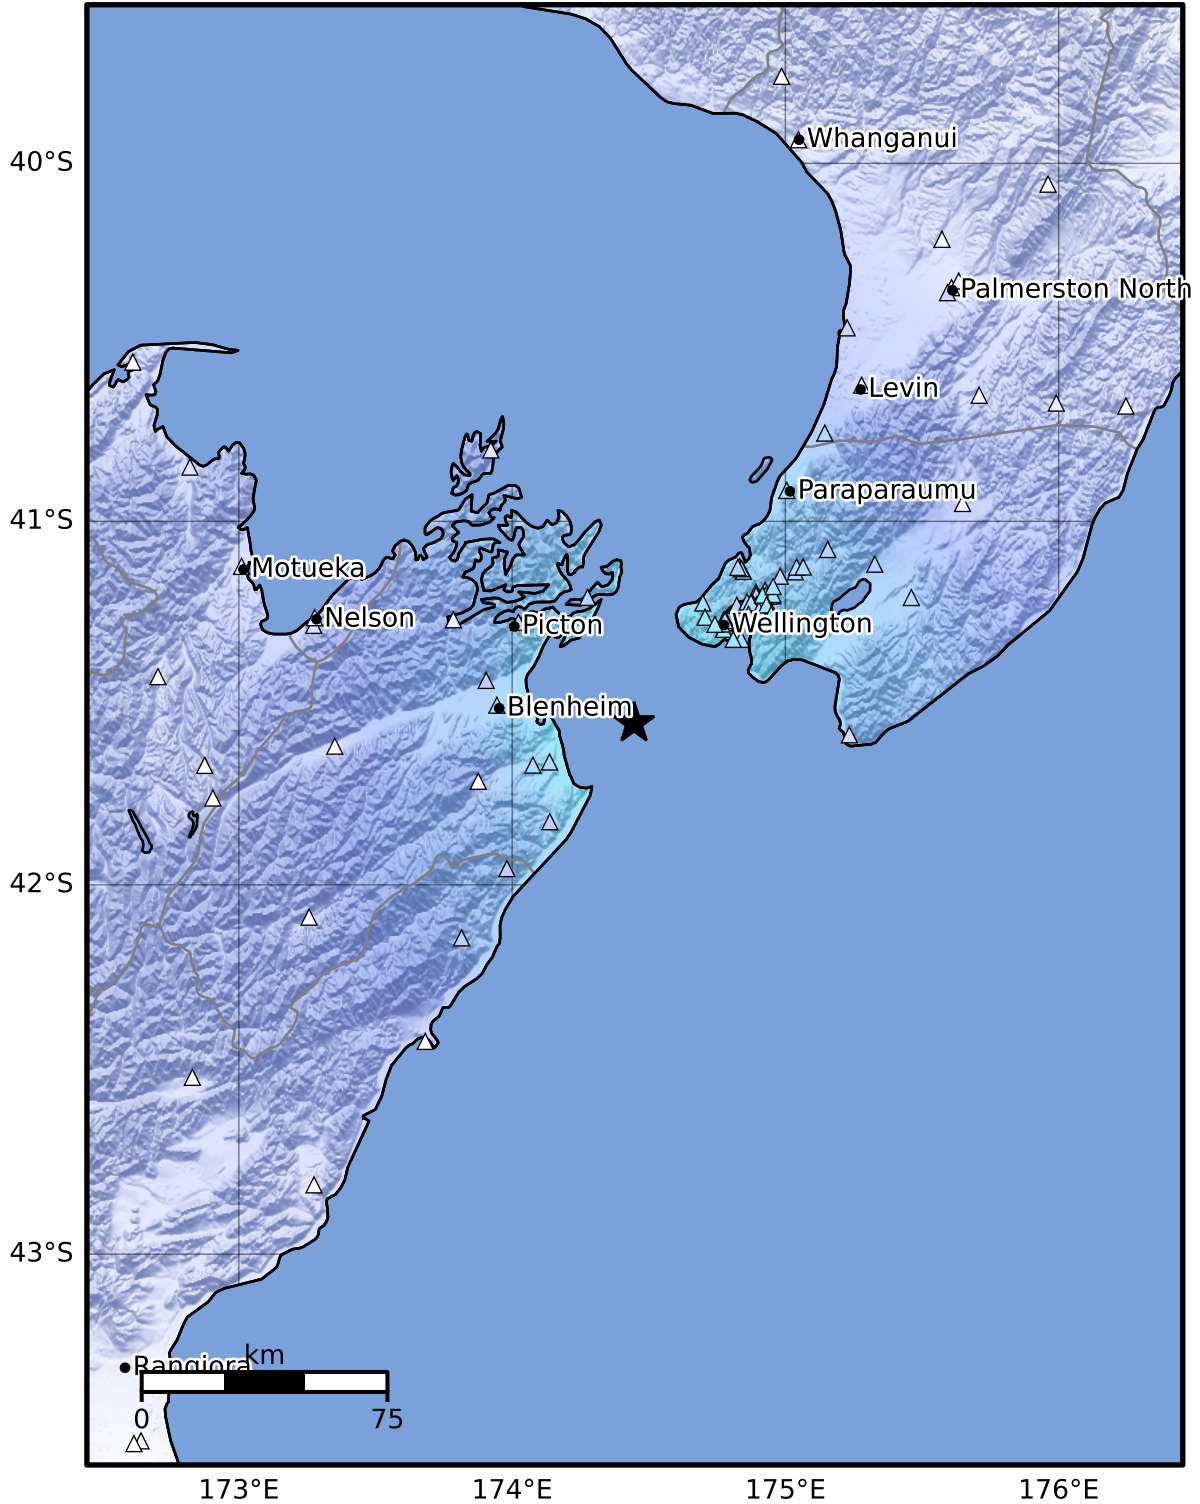 Whanganui
40°S
Palmerston North
Levin
Paraparaumu
41°S
Motueka
Nelson
Picton
Wellington
Blenheim
42°S
43°S
km
Rangiora
0 75
173°E 174°E 175°E 176°E